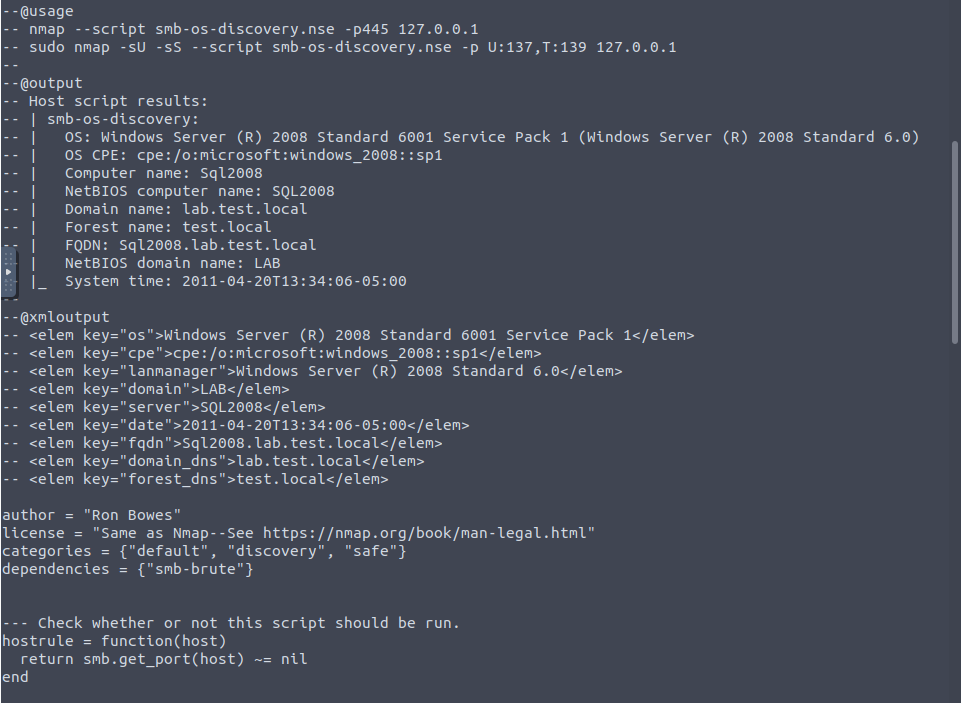 --@usage
-- nmap --script smb-os-discovery.nse -p445 127.0.0.1
-- sudo nmap -sU -sS --script smb-os-discovery.nse -p U:137,T:139 127.0.0.1
--
--@output
-- Host script results:
-- | smb-os-discovery:
-- |   OS: Windows Server (R) 2008 Standard 6001 Service Pack 1 (Windows Server (R) 2008 Standard 6.0)
-- |   OS CPE: cpe:/o:microsoft:windows_2008::sp1
-- |   Computer name: Sql2008
-- |   NetBIOS computer name: SQL2008
-- |   Domain name: lab.test.local
-- |   Forest name: test.local
-- |   FQDN: Sql2008.lab.test.local
|   NetBIOS domain name: LAB
|_  System time: 2011-04-20T13:34:06-05:00
--
--@xmloutput
-- <elem key="os">Windows Server (R) 2008 Standard 6001 Service Pack 1</elem>
-- <elem key="cpe">cpe:/o:microsoft:windows_2008::sp1</elem>
-- <elem key="lanmanager">Windows Server (R) 2008 Standard 6.0</elem>
-- <elem key="domain">LAB</elem>
-- <elem key="server">SQL2008</elem>
-- <elem key="date">2011-04-20T13:34:06-05:00</elem>
-- <elem key="fqdn">Sql2008.lab.test.local</elem>
-- <elem key="domain_dns">lab.test.local</elem>
-- <elem key="forest_dns">test.local</elem>

author = "Ron Bowes"
license = "Same as Nmap--See https://nmap.org/book/man-legal.html"
categories = {"default", "discovery", "safe"}
dependencies = {"smb-brute"}


--- Check whether or not this script should be run.
hostrule = function(host)
  return smb.get_port(host) ~= nil
end